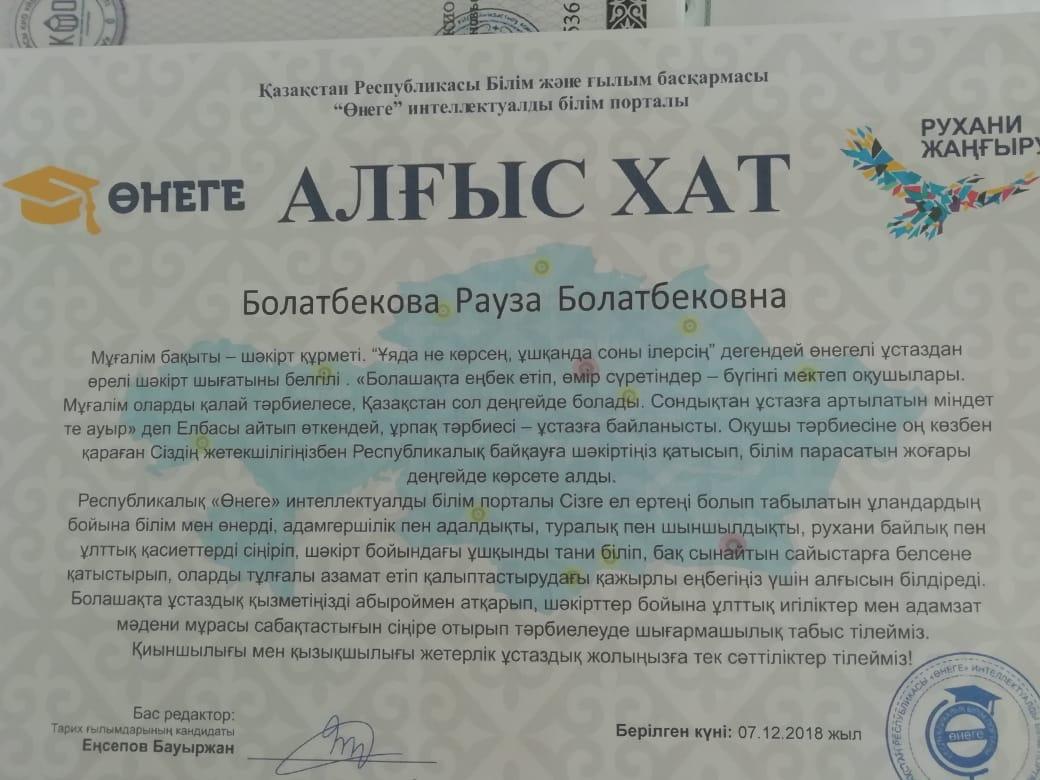 Қазақстан Республикасы Білім және ғылым басқармасы
“Өнеге” интеллектуалды білім порталы
РУХАНИ
ЖАҢҒЫРУ
ӨНЕГЕ
АЛҒЫС ХАТ
Болатбекова Рауза Болатбековна
Мұғалім бақыты – шәкірт құрметі. “Ұяда не көрсең, ұшқанда соны ілерсің” дегендей өнегелі ұстаздан
өрелі шәкірт шығатыны белгілі . «Болашақта еңбек етіп, өмір сүретіндер – бүгінгі мектеп оқушылары.
Мұғалім оларды қалай тәрбиелесе, Қазақстан сол деңгейде болады. Сондықтан ұстазға артылатын міндет
те ауыр» деп Елбасы айтып өткендей, ұрпақ тәрбиесі – ұстазға байланысты. Оқушы тәрбиесіне оң көзбен
қараған Сіздің жетекшілігіңізбен Республикалық байқауға шәкіртіңіз қатысып, білім парасатын жоғары
деңгейде көрсете алды.
Республикалық «Өнеге» интеллектуалды білім порталы Сізге ел ертеңі болып табылатын ұландардың
бойына білім мен өнерді, адамгершілік пен адалдықты, туралық пен шыншылдықты, рухани байлық пен
ұлттық қасиеттерді сіңіріп, шәкірт бойындағы ұшқынды тани біліп, бақ сынайтын сайыстарға белсене
қатыстырып, оларды тұлғалы азамат етіп қалыптастырудағы қажырлы еңбегіңіз үшін алғысын білдіреді.
Болашақта ұстаздық қызметіңізді абыроймен атқарып, шәкірттер бойына ұлттық игіліктер мен адамзат
мәдени мұрасы сабақтастығын сіңіре отырып тәрбиелеуде шығармашылық табыс тілейміз.
Қиыншылығы мен қызықшылығы жетерлік ұстаздық жолыңызға тек сәттіліктер тілейміз!
Бас редактор:
Тарих ғылымдарының кандидаты
Еңсепов Бауыржан
Берілген күні: 07.12.2018 жыл
«ӨНЕГЕ»
ӨНЕГЕ